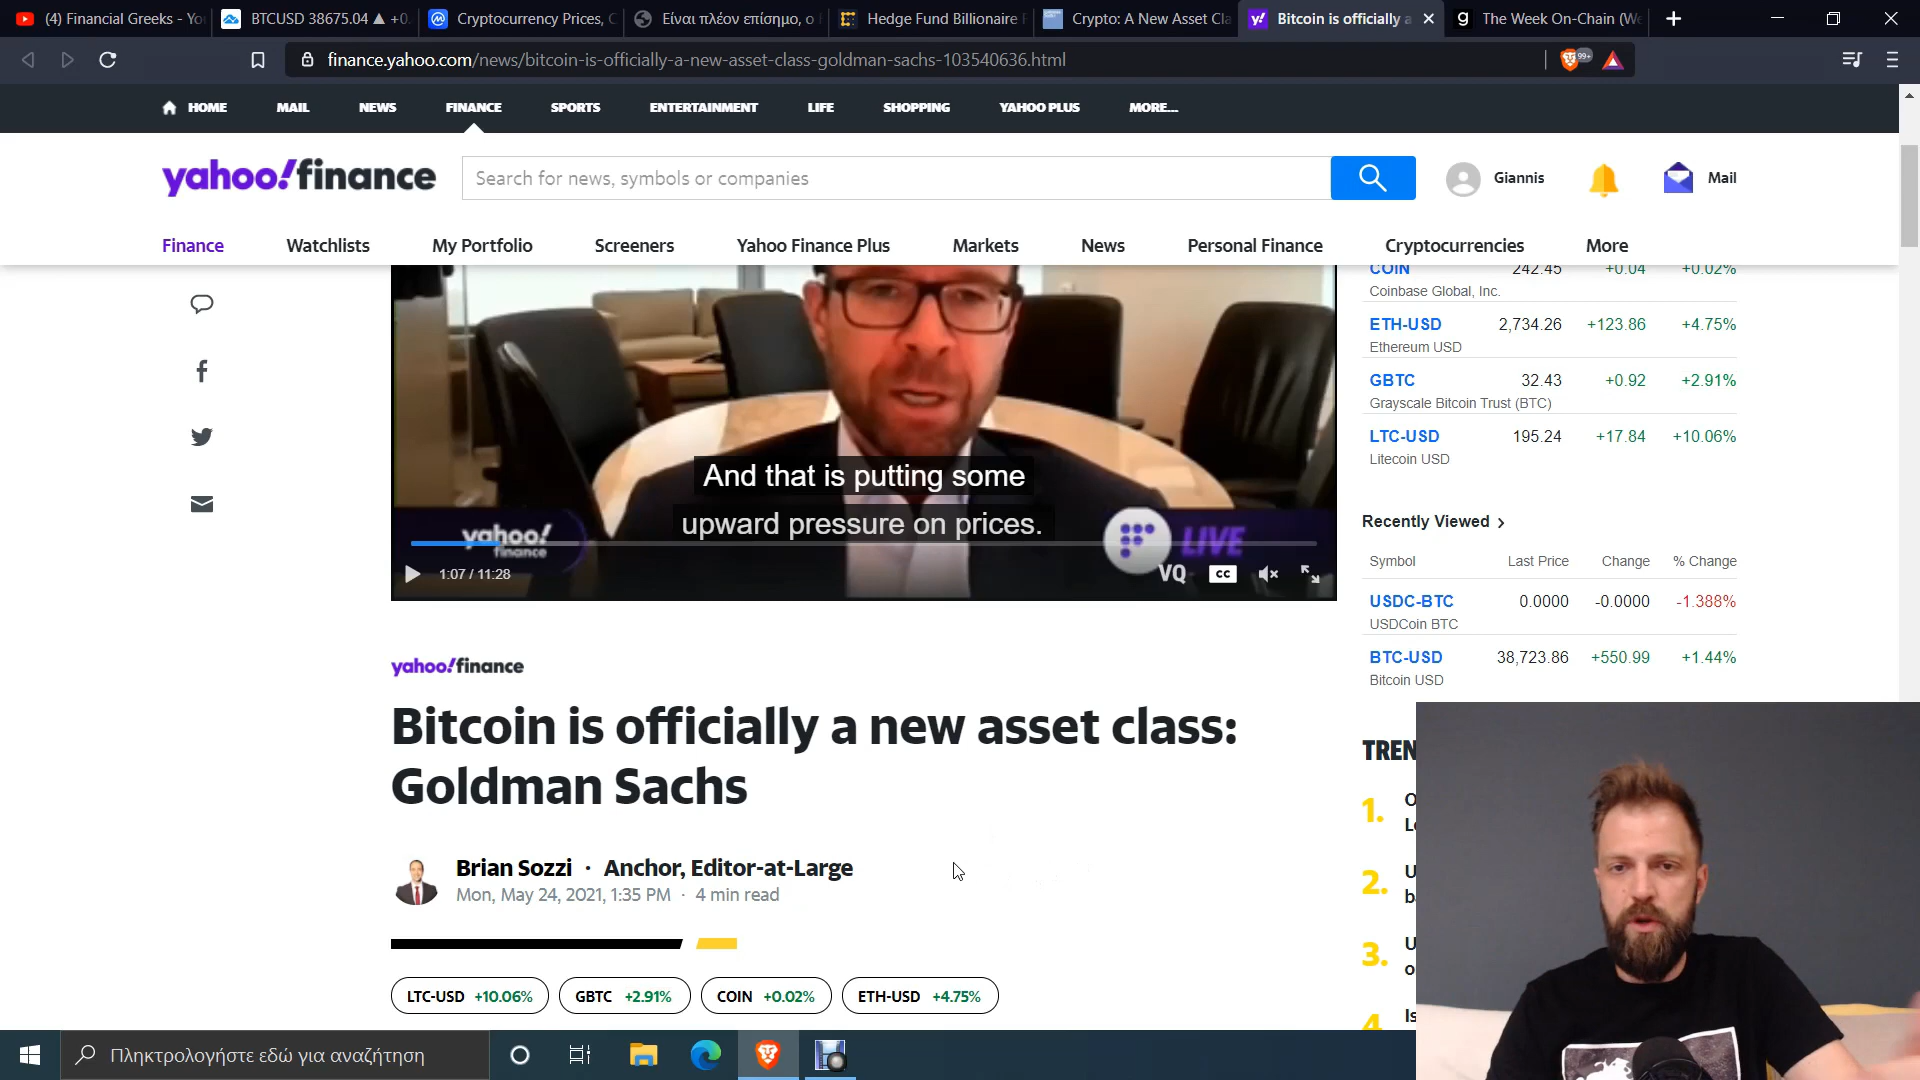 (4) Financial Greeks - Yo
BTCUSD 38675.04 ▲ +0.
Cryptocurrency Prices, C
Είναι πλέον επίσημο, ο
Hedge Fund Billionaire
Crypto: A New Asset Cla
Bitcoin is officially a
The Week On-Chain (We
finance.yahoo.com/news/bitcoin-is-officially-a-new-asset-class-goldman-sachs-103540636.html
99+
HOME MAIL NEWS FINANCE SPORTS ENTERTAINMENT LIFE SHOPPING YAHOO PLUS MORE...
yahoo!finance
Search for news, symbols or companies
Giannis
Mail
Finance Watchlists My Portfolio Screeners Yahoo Finance Plus Markets News Personal Finance Cryptocurrencies More
COIN 242.45 +0.04 +0.02%
Coinbase Global, Inc.
ETH-USD 2,734.26 +123.86 +4.75%
Ethereum USD
GBTC 32.43 +0.92 +2.91%
Grayscale Bitcoin Trust (BTC)
LTC-USD 195.24 +17.84 +10.06%
Litecoin USD
And that is putting some
upward pressure on prices.
yahoo!
finance
LIVE
1:07 / 11:28
VQ
CC
Recently Viewed
Symbol Last Price Change % Change
USDC-BTC 0.0000 -0.0000 -1.388%
USDCoin BTC
BTC-USD 38,723.86 +550.99 +1.44%
Bitcoin USD
yahoo!finance
Bitcoin is officially a new asset class:
Goldman Sachs
Brian Sozzi · Anchor, Editor-at-Large
Mon, May 24, 2021, 1:35 PM · 4 min read
LTC-USD +10.06% GBTC +2.91% COIN +0.02% ETH-USD +4.75%
1.
2.
3.
4.
Πληκτρολογήστε εδώ για αναζήτηση